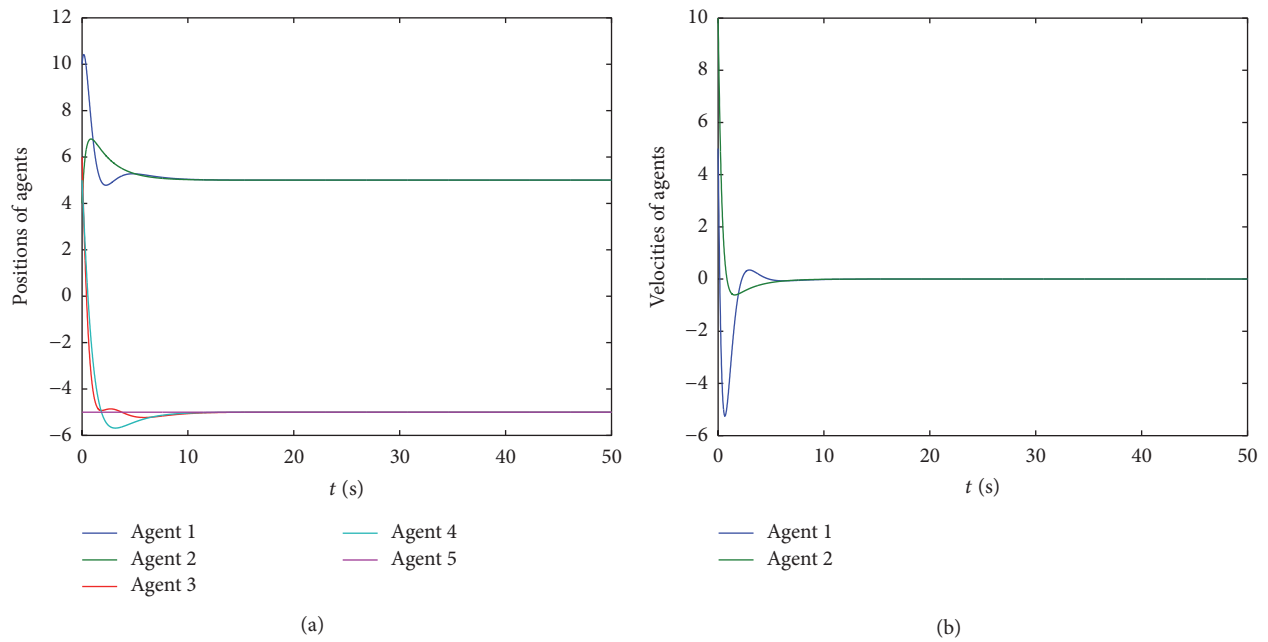 12
10
8
6
4
2
0
−2
−4
−6
Positions of agents
0 10 20 30 40 50
t (s)
Agent 1
Agent 2
Agent 3
Agent 4
Agent 5
(a)
10
8
6
4
2
0
−2
−4
−6
Velocities of agents
0 10 20 30 40 50
t (s)
Agent 1
Agent 2
(b)